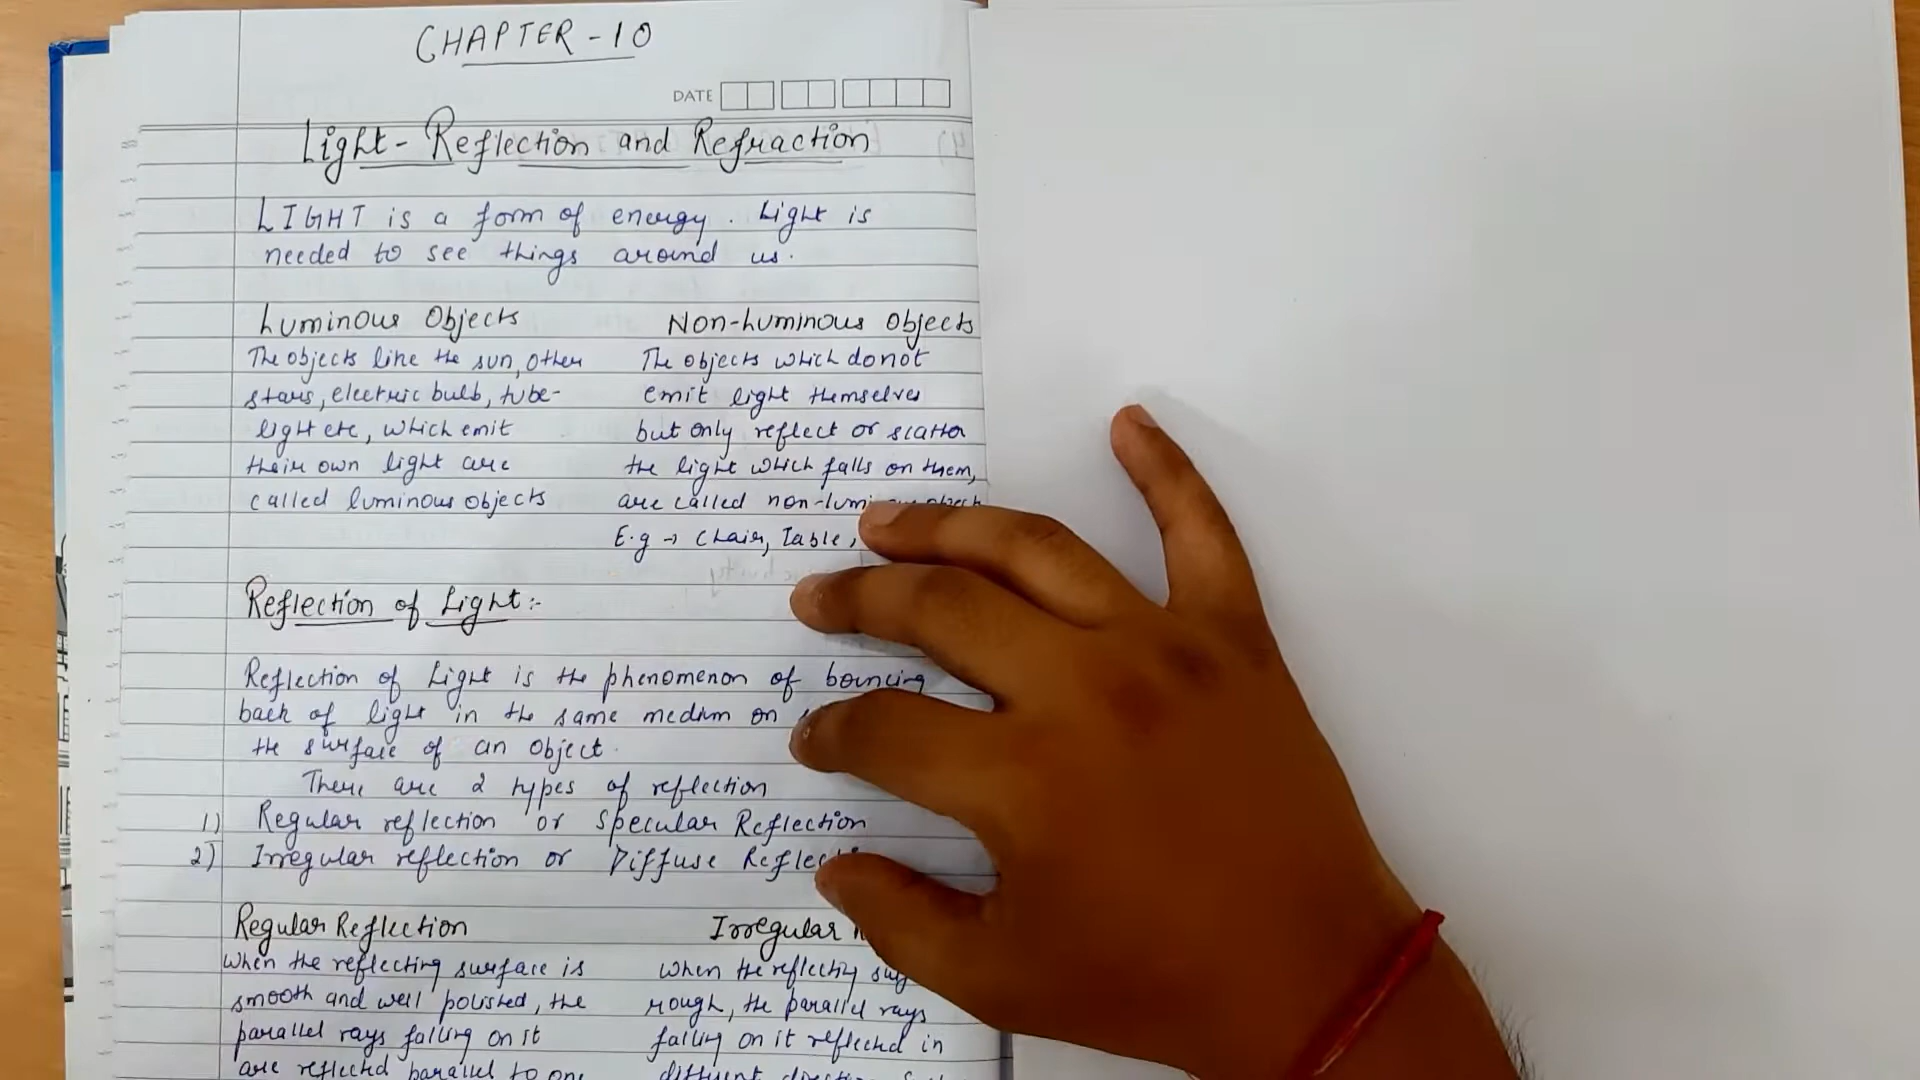 CHAPTER - 10
DATE
Light - Reflection and Refraction
LIGHT is a form of energy. Light is
needed to see things around us.
Luminous Objects
The objects like the sun, other
stars, electric bulb, tube-
light etc, which emit
their own light are
called luminous objects
Non-Luminous Objects
The objects which do not
emit light themselves
but only reflect or scatter
the light which falls on them,
are called non-lumi
E.g → Chair, Table,
Reflection of Light :-
Reflection of Light is the phenomenon of bouncing
back of light in the same medium on
the surface of an object.
There are 2 types of reflection
1) Regular reflection or Specular Reflection
2) Irregular reflection or Diffuse Reflec
Regular Reflection
When the reflecting surface is
smooth and well polished, the
parallel rays falling on it
are reflected parallel to one
Irregular
When the reflecting
rough, the parallel rays
falling on it reflected in
different